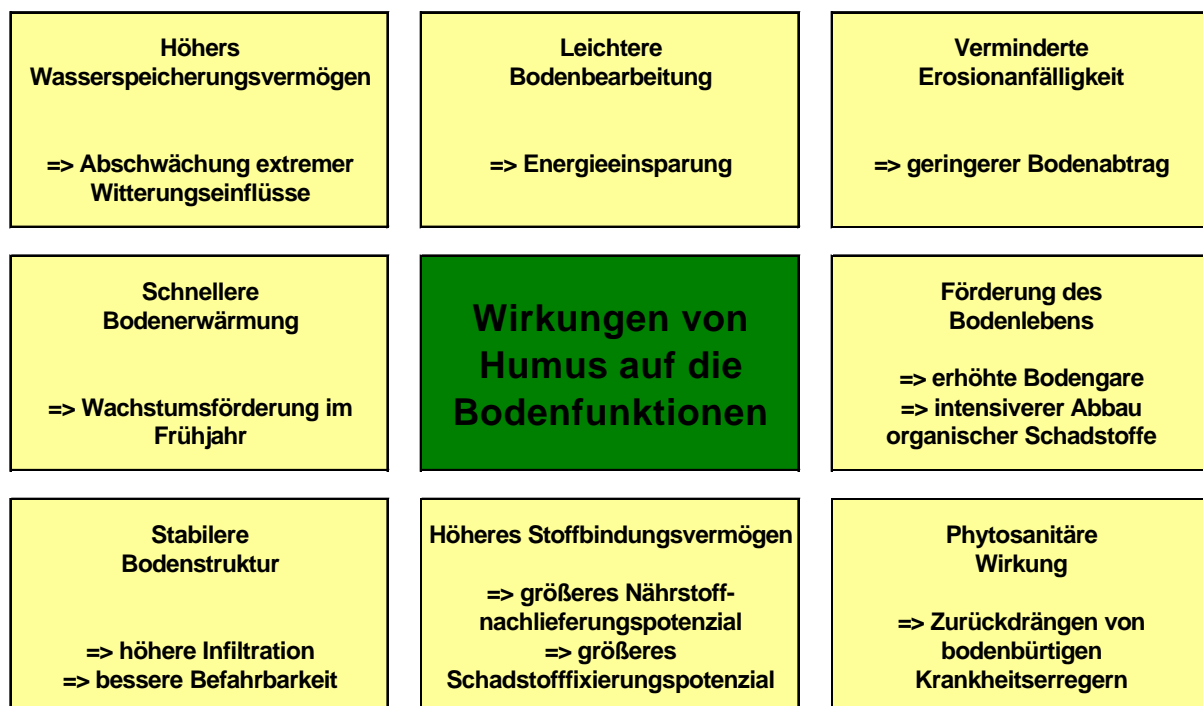 Höhers
Wasserspeicherungsvermögen
=> Abschwächung extremer
Witterungseinflüsse
Leichtere
Bodenbearbeitung
=> Energieeinsparung
Verminderte
Erosionanfälligkeit
=> geringerer Bodenabtrag
Schnellere
Bodenerwärmung
=> Wachstumsförderung im
Frühjahr
Wirkungen von
Humus auf die
Bodenfunktionen
Förderung des
Bodenlebens
=> erhöhte Bodengare
=> intensiverer Abbau
organischer Schadstoffe
Stabilere
Bodenstruktur
=> höhere Infiltration
=> bessere Befahrbarkeit
Höheres Stoffbindungsvermögen
=> größeres Nährstoff-
nachlieferungspotenzial
=> größeres
Schadstofffixierungspotenzial
Phytosanitäre
Wirkung
=> Zurückdrängen von
bodenbürtigen
Krankheitserregern